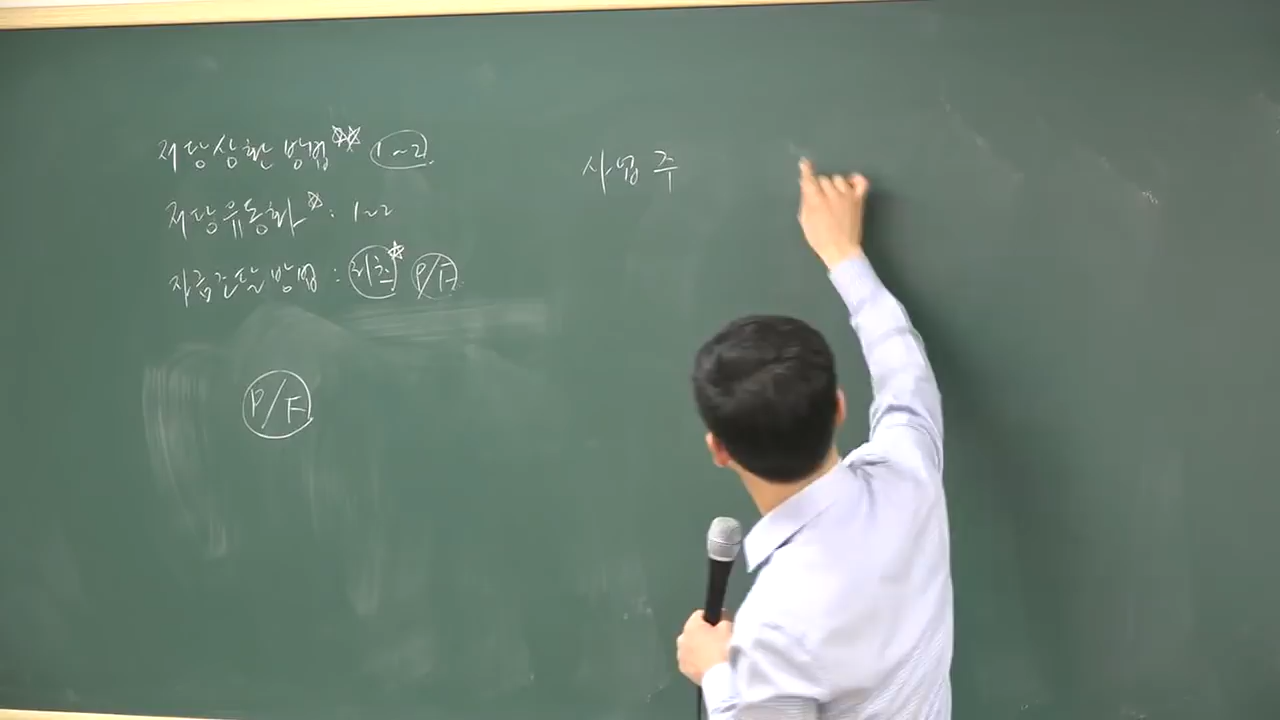 저당상환 방법☆☆ 1~2
저당유동화☆ : 1~2
자금조달 방법 : 리츠☆ P/F
P/F
사업주